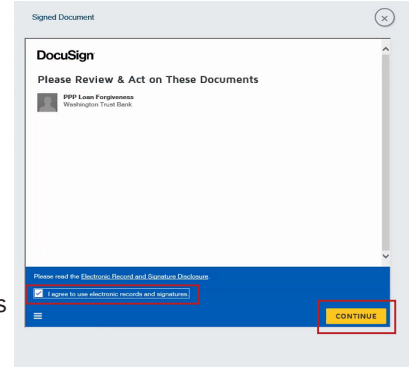 Signed Document
DocuSign
Please Review & Act on These Documents
PPP Loan Forgiveness
Washington Trust Bank
Please read the Electronic Record and Signature Disclosure.
I agree to use electronic records and signatures.
S
CONTINUE